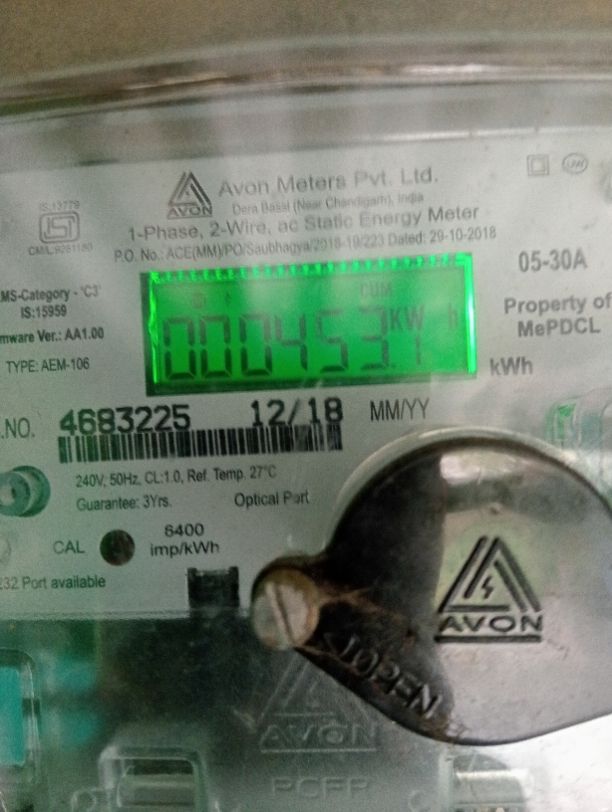 AVON
Avon Meters Pvt. Ltd.
Dera Bassi (Near Chandigarh), India
1-Phase, 2-Wire, ac Static Energy Meter
P.O. No.: ACE(MM)/PO/Saubhagya/2018-19/223 Dated: 29-10-2018
IS:13779
CM/L:9261180
MS-Category - 'C3'
IS:15959
mware Ver.: AA1.00
TYPE: AEM-106
05-30A
Property of
MePDCL
CUM
000453.1 KW h
kWh
.NO. 4683225 12/18 MM/YY
240V, 50Hz, CL:1.0, Ref. Temp. 27°C
Guarantee: 3Yrs. Optical Port
CAL
6400
imp/kWh
232 Port available
AVON
OPEN
AVON